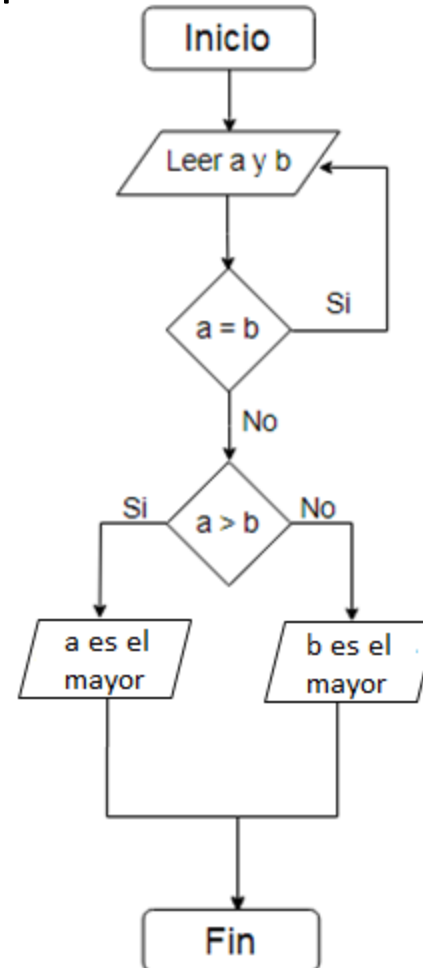 Inicio
Leer a y b
a = b
Si
No
a > b
Si
No
a es el
mayor
b es el
mayor
Fin